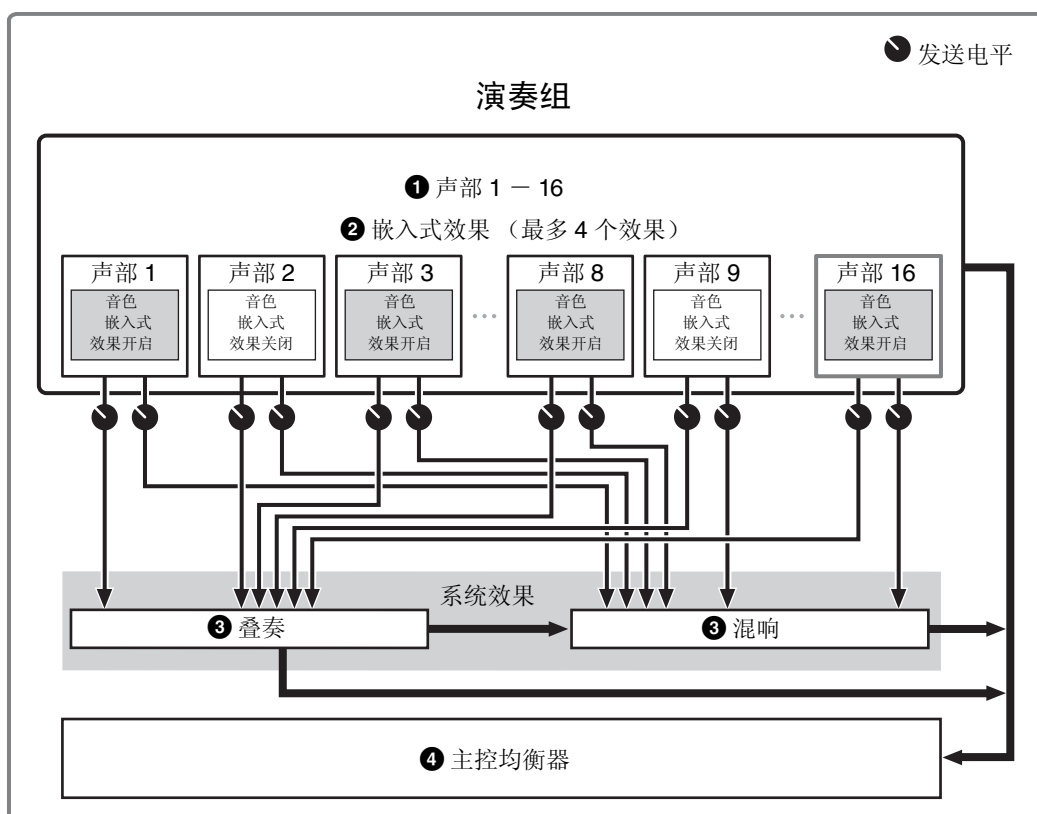 发送电平
演奏组
❶ 声部 1 － 16
❷ 嵌入式效果 （最多 4 个效果）
声部 1
音色
嵌入式
效果开启
声部 2
音色
嵌入式
效果关闭
声部 3
音色
嵌入式
效果开启
…
声部 8
音色
嵌入式
效果开启
声部 9
音色
嵌入式
效果关闭
…
声部 16
音色
嵌入式
效果开启
系统效果
❸ 叠奏
❸ 混响
❹ 主控均衡器